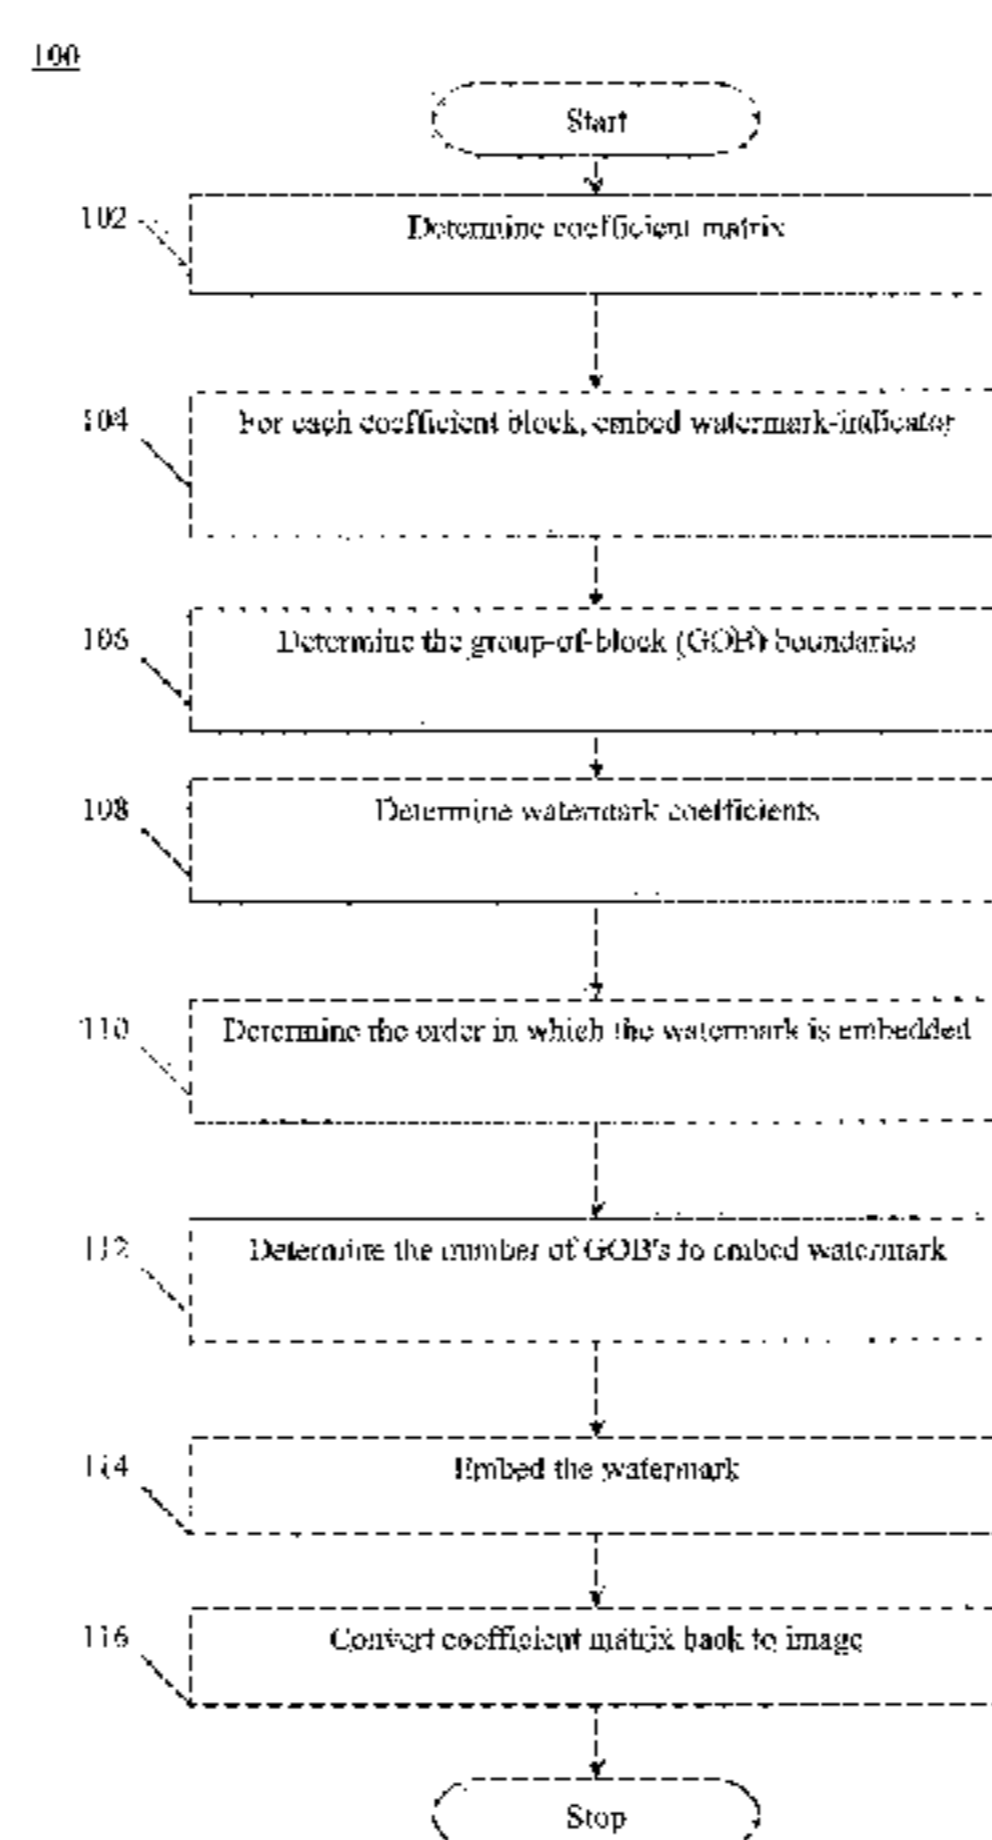 100
Start
102
Determine coefficient matrix
104
For each coefficient block, embed watermark-indicator
106
Determine the group-of-block (GOB) boundaries
108
Determine watermark coefficients
110
Determine the order in which the watermark is embedded
112
Determine the number of GOB's to embed watermark
114
Embed the watermark
116
Convert coefficient matrix back to image
Stop